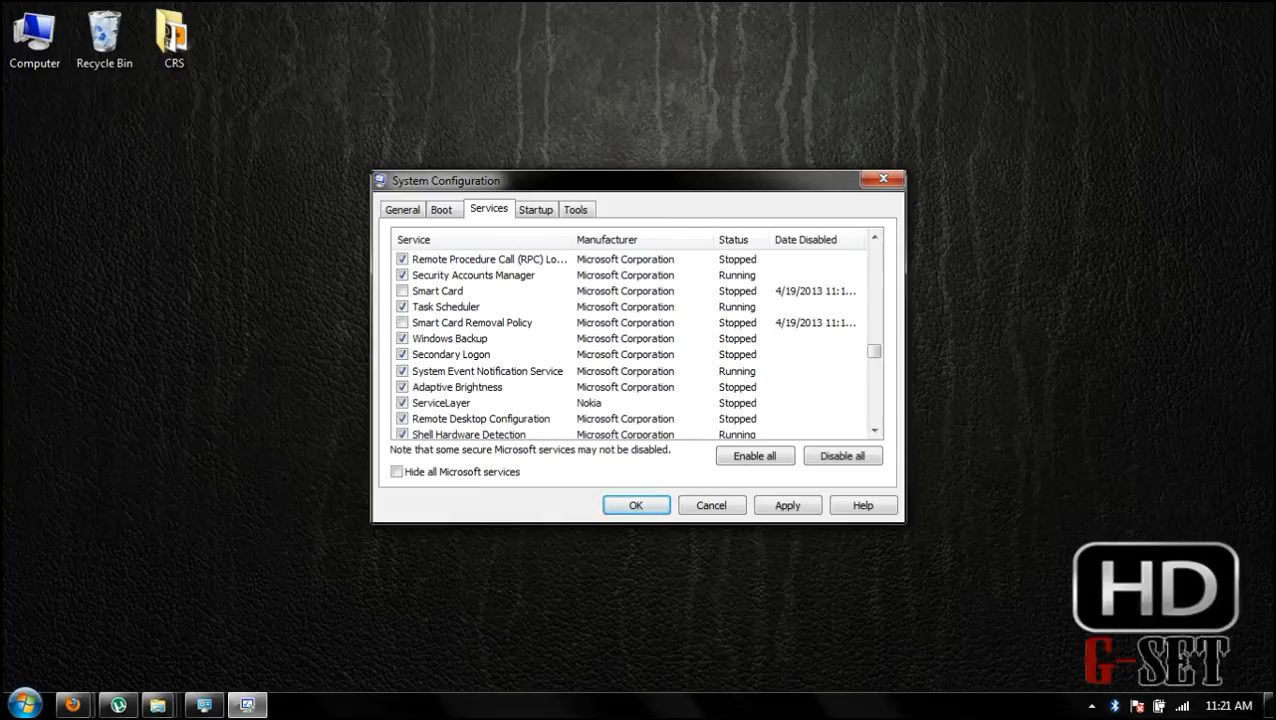 Computer
Recycle Bin
CRS
System Configuration
General Boot Services Startup Tools
Service Manufacturer Status Date Disabled
Remote Procedure Call (RPC) Lo... Microsoft Corporation Stopped
Security Accounts Manager Microsoft Corporation Running
Smart Card Microsoft Corporation Stopped 4/19/2013 11:1...
Task Scheduler Microsoft Corporation Running
Smart Card Removal Policy Microsoft Corporation Stopped 4/19/2013 11:1...
Windows Backup Microsoft Corporation Stopped
Secondary Logon Microsoft Corporation Stopped
System Event Notification Service Microsoft Corporation Running
Adaptive Brightness Microsoft Corporation Stopped
ServiceLayer Nokia Stopped
Remote Desktop Configuration Microsoft Corporation Stopped
Shell Hardware Detection Microsoft Corporation Running
Note that some secure Microsoft services may not be disabled.
Enable all Disable all
Hide all Microsoft services
OK Cancel Apply Help
HD
G-SET
11:21 AM